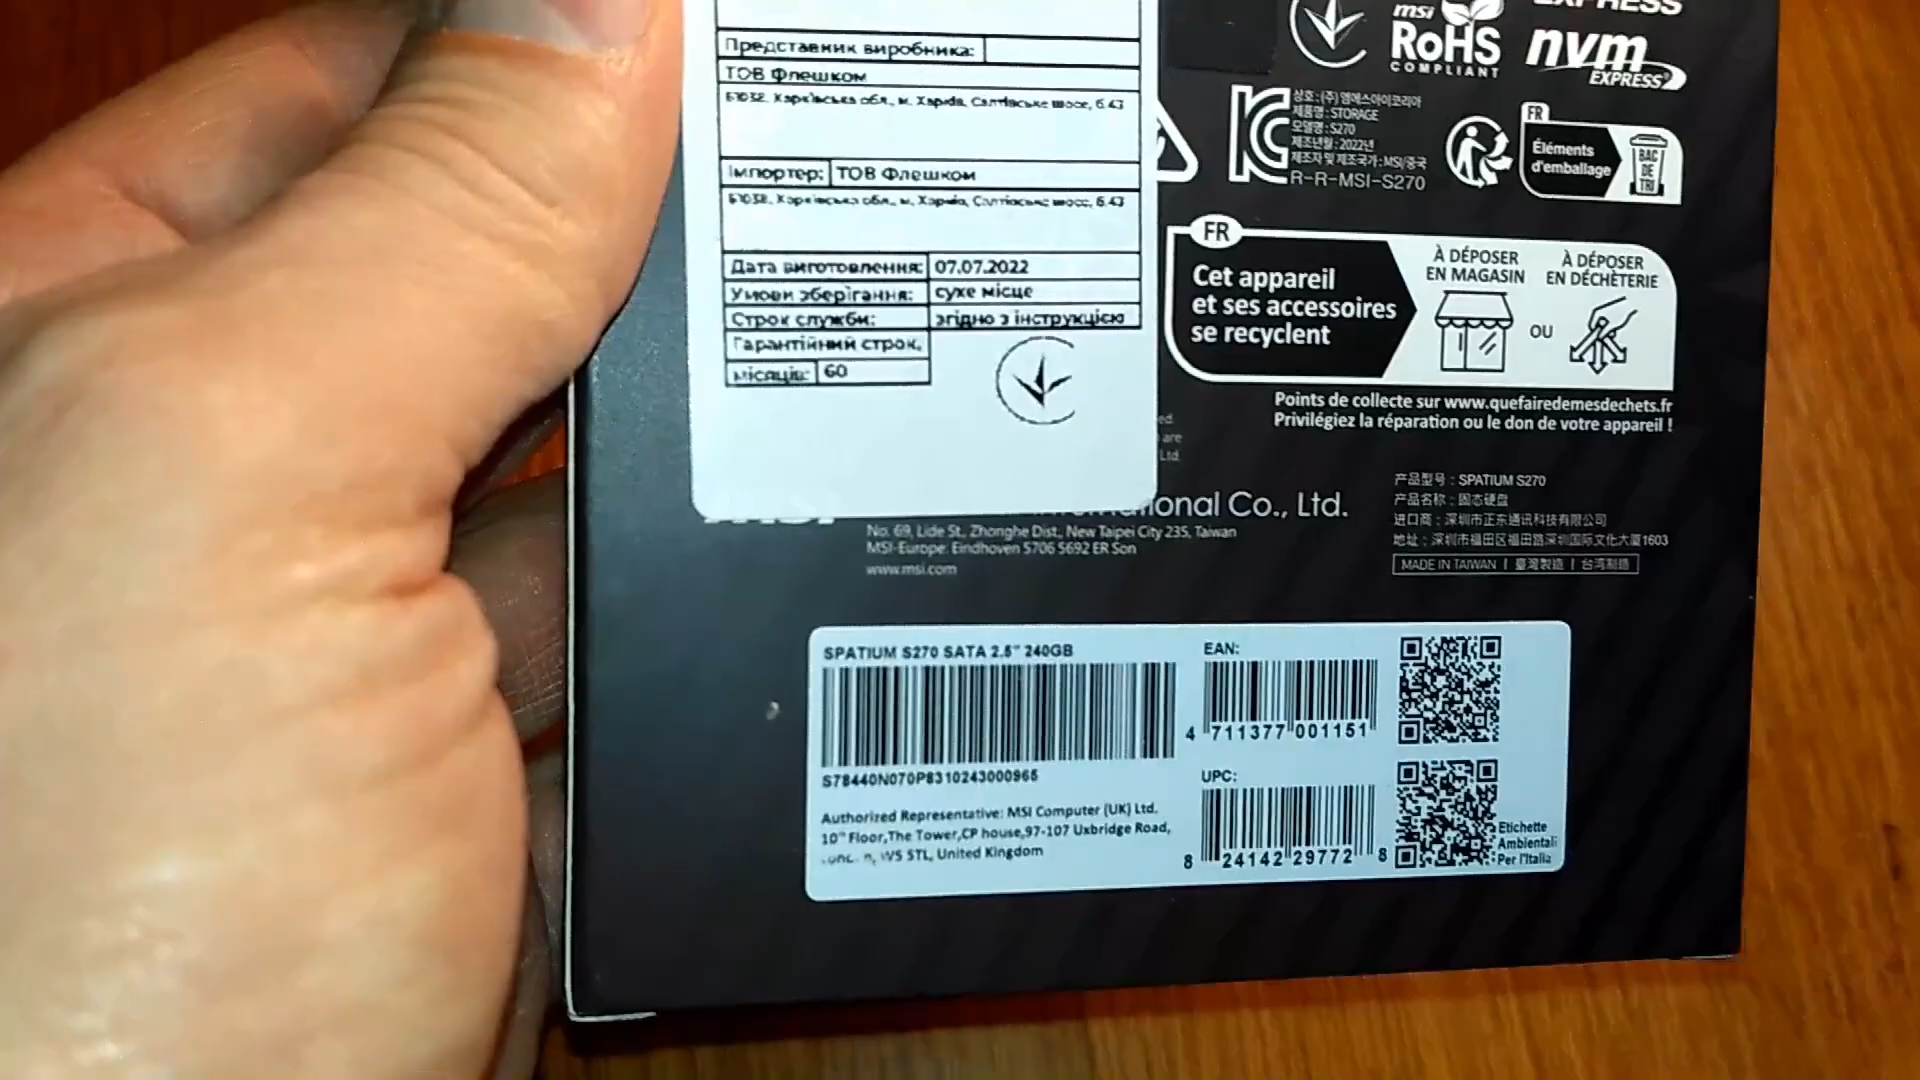 Представник виробника:
ТОВ Флешком
61038, Харківська обл., м. Харків, Салтівське шосе, б.43
Імпортер: ТОВ Флешком
61038, Харківська обл., м. Харків, Салтівське шосе, б.43
Дата виготовлення: 07.07.2022
Умови зберігання: сухе місце
Строк служби: згідно з інструкцією
Гарантійний строк,
місяців: 60
EXPRESS
msi
RoHS
COMPLIANT
nvm
EXPRESS®
상호 : (주) 엠에스아이코리아
제품명 : STORAGE
모델명 : S270
제조년월 : 2022년
제조자 및 제조국가 : MSI/중국
R-R-MSI-S270
FR
Éléments
d'emballage
BAC
DE
TRI
FR
Cet appareil
et ses accessoires
se recyclent
À DÉPOSER
EN MAGASIN
OU
À DÉPOSER
EN DÉCHÈTERIE
Points de collecte sur www.quefairedemesdechets.fr
Privilégiez la réparation ou le don de votre appareil !
ed.
are
Ltd.
ional Co., Ltd.
No. 69, Lide St., Zhonghe Dist., New Taipei City 235, Taiwan
MSI-Europe: Eindhoven 5706 5692 ER Son
www.msi.com
产品型号 : SPATIUM S270
产品名称 : 固态硬盘
进口商 : 深圳市正东通讯科技有限公司
地址 : 深圳市福田区福田路深圳国际文化大厦1603
MADE IN TAIWAN | 臺灣製造 | 台湾制造
SPATIUM S270 SATA 2.5" 240GB
S78440N070P8310243000965
Authorized Representative: MSI Computer (UK) Ltd.
10th Floor,The Tower,CP house,97-107 Uxbridge Road,
W5 5TL, United Kingdom
EAN:
4 711377 001151
UPC:
8 24142 29772 8
Etichette
Ambientali
Per l'Italia